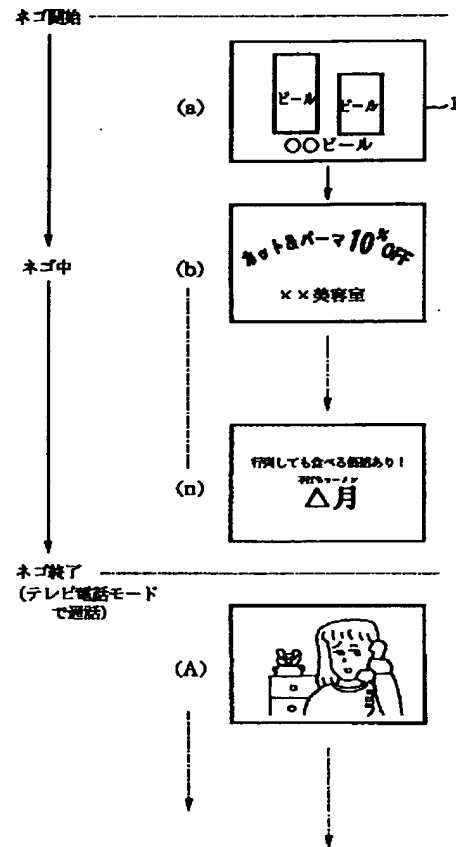 ネゴ開始
(a)
ビール
ビール
○○ビール
ネゴ中
(b)
カット&パーマ10%OFF
××美容室
(n)
行列しても食べる価値あり!
△月
ネゴ終了
(テレビ電話モード
で通話)
(A)